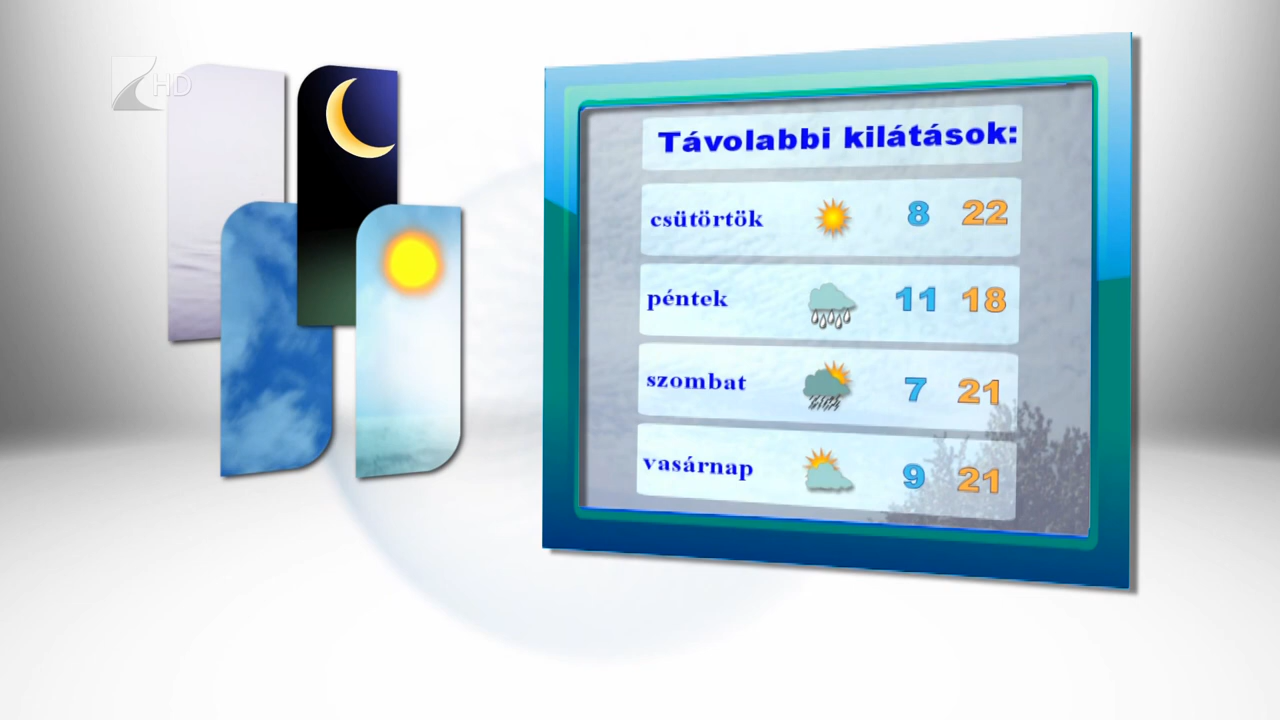 HD
Távolabbi kilátások:
csütörtök 8 22
péntek 11 18
szombat 7 21
vasárnap 9 21